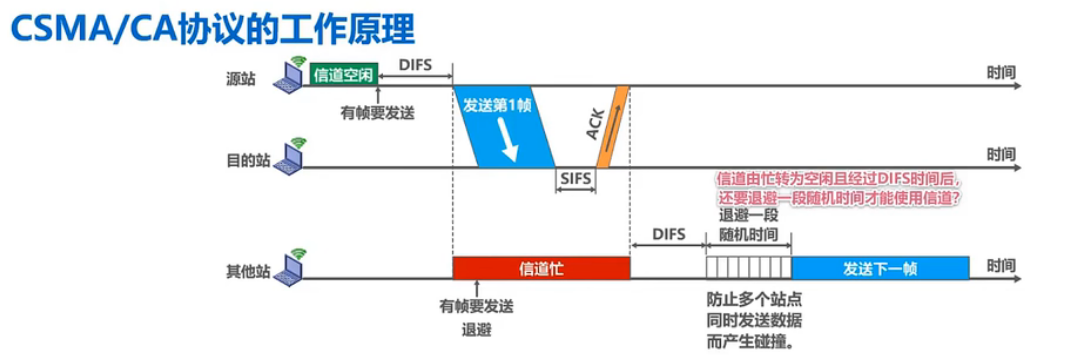 CSMA/CA协议的工作原理
源站
信道空闲
DIFS
时间
有帧要发送
发送第1帧
ACK
目的站
时间
SIFS
信道由忙转为空闲且经过DIFS时间后,
还要退避一段随机时间才能使用信道?
退避一段
随机时间
DIFS
其他站
信道忙
发送下一帧
时间
有帧要发送
退避
防止多个站点
同时发送数据
而产生碰撞。